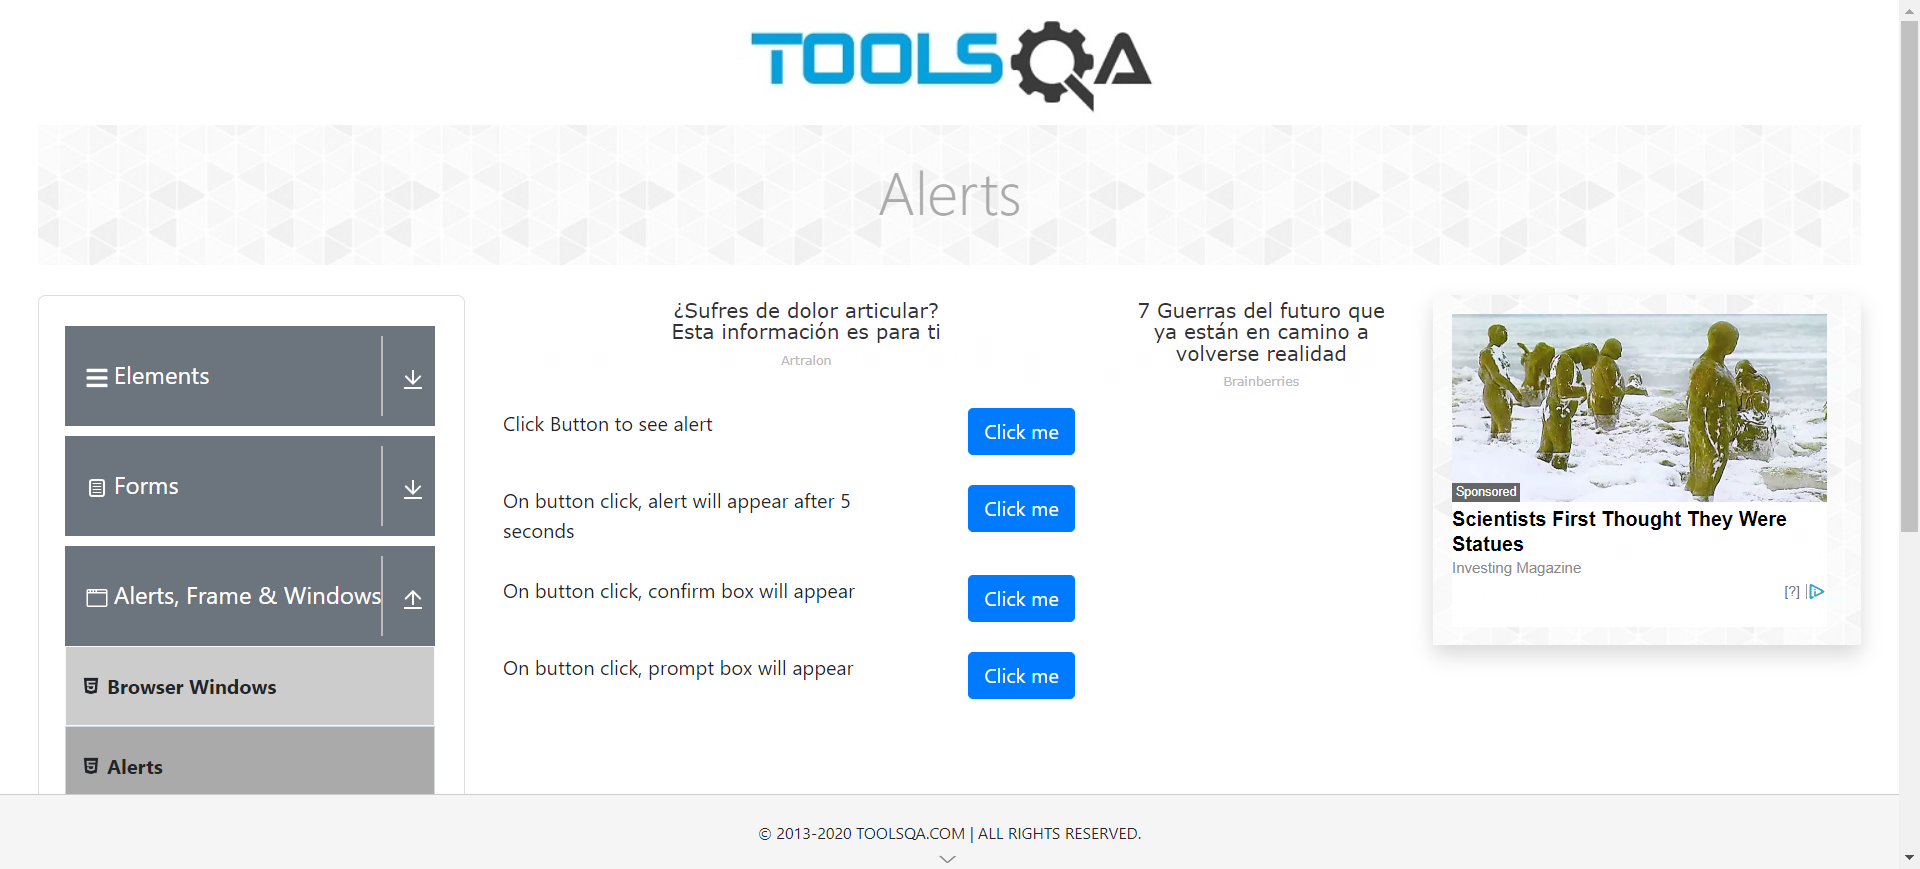 TOOLSQA
Alerts
Elements
Forms
Alerts, Frame & Windows
Browser Windows
Alerts
¿Sufres de dolor articular?
Esta información es para ti
Artralon
7 Guerras del futuro que
ya están en camino a
volverse realidad
Brainberries
Click Button to see alert
Click me
On button click, alert will appear after 5
seconds
Click me
On button click, confirm box will appear
Click me
On button click, prompt box will appear
Click me
Sponsored
Scientists First Thought They Were
Statues
Investing Magazine
[?]
© 2013-2020 TOOLSQA.COM | ALL RIGHTS RESERVED.